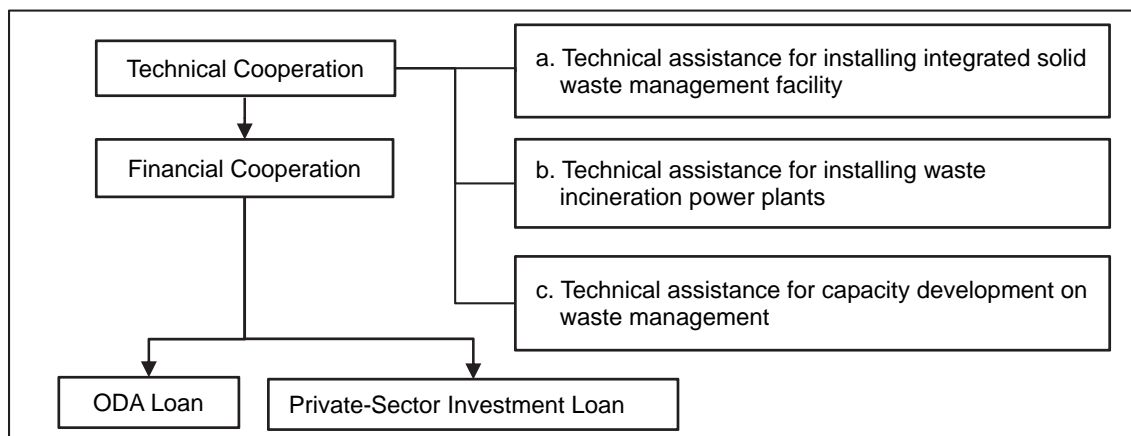 Technical Cooperation
a. Technical assistance for installing integrated solid
waste management facility
Financial Cooperation
b. Technical assistance for installing waste
incineration power plants
c. Technical assistance for capacity development on
waste management
ODA Loan
Private-Sector Investment Loan